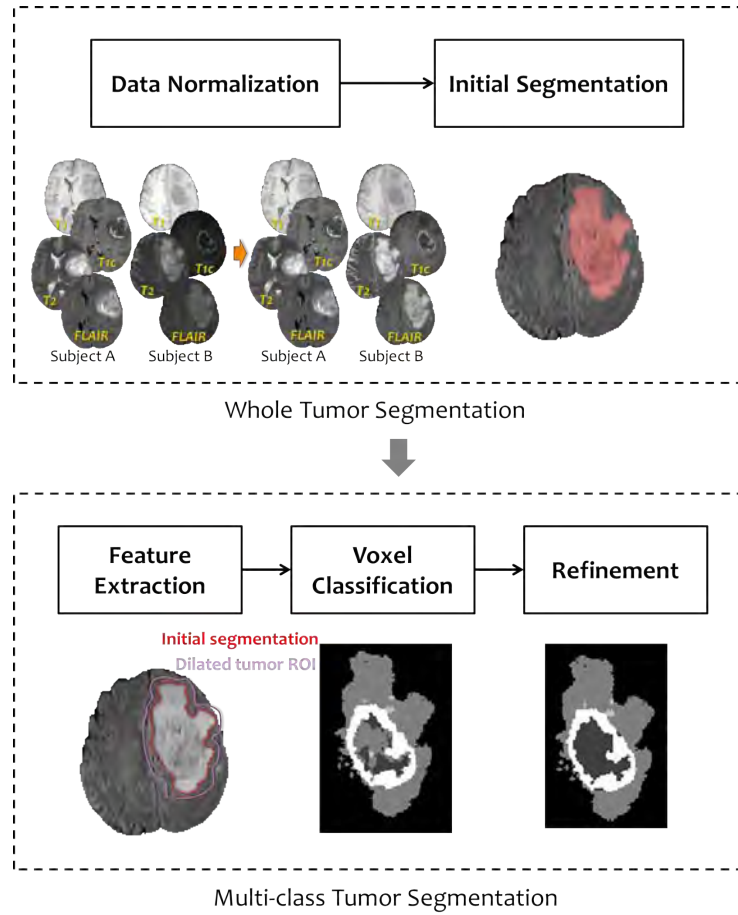 Data Normalization
Initial Segmentation
T1
T1c
T2
FLAIR
Subject A
T1
T1c
T2
FLAIR
Subject B
T1
T1c
T2
FLAIR
Subject A
T1
T1c
T2
FLAIR
Subject B
Whole Tumor Segmentation
Feature
Extraction
Voxel
Classification
Refinement
Initial segmentation
Dilated tumor ROI
Multi-class Tumor Segmentation